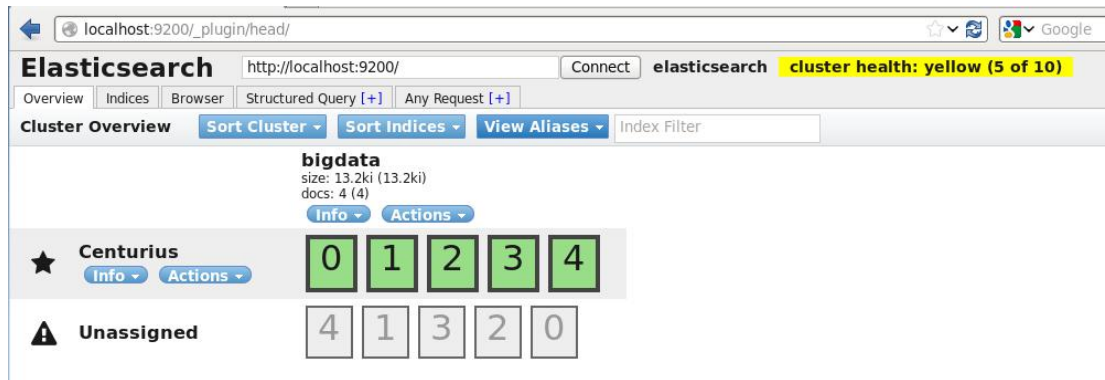 localhost:9200/_plugin/head/ Google
Elasticsearch http://localhost:9200/ Connect elasticsearch cluster health: yellow (5 of 10)
Overview Indices Browser Structured Query [+] Any Request [+]
Cluster Overview Sort Cluster Sort Indices View Aliases Index Filter
bigdata
size: 13.2ki (13.2ki)
docs: 4 (4)
Info Actions
Centurius 0 1 2 3 4
Info Actions
Unassigned 4 1 3 2 0